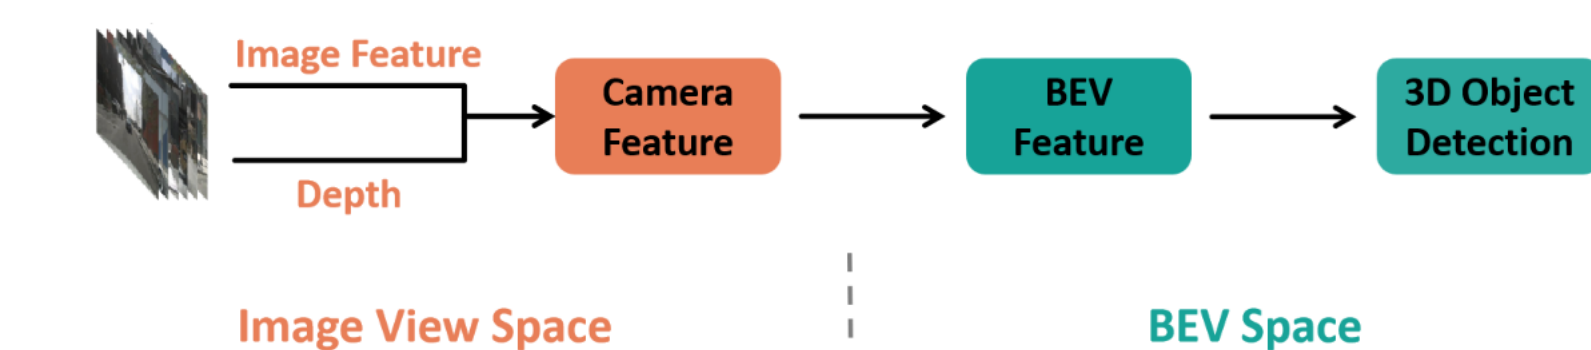 Image Feature
Depth
Camera
Feature
BEV
Feature
3D Object
Detection
Image View Space
BEV Space